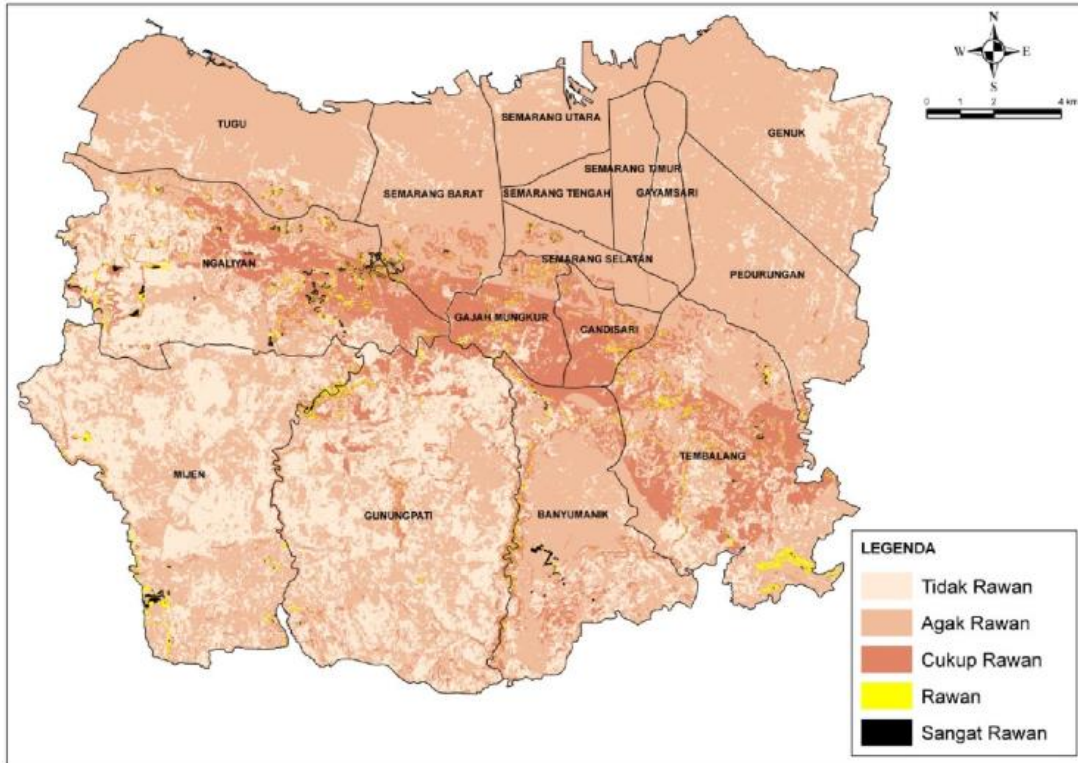 N
W E
S
0 1 2 4 km
SEMARANG UTARA
TUGU
GENUK
SEMARANG TIMUR
SEMARANG BARAT
SEMARANG TENGAH
GAYAMSARI
NGALIYAN
SEMARANG SELATAN
PEDURUNGAN
GAJAH MUNGKUR
CANDISARI
TEMBALANG
MIJEN
GUNUNGPATI
BANYUMANIK
LEGENDA
Tidak Rawan
Agak Rawan
Cukup Rawan
Rawan
Sangat Rawan